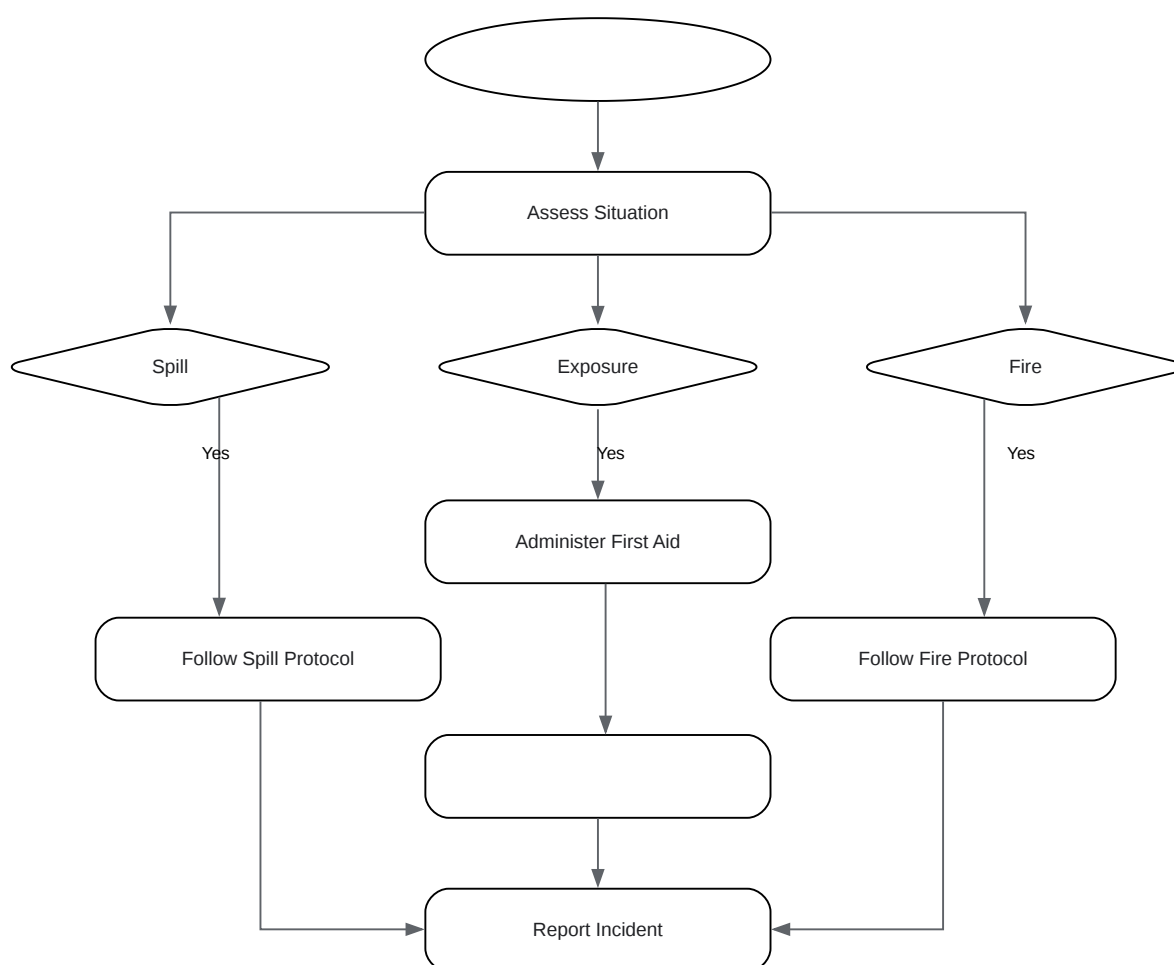 Assess Situation
Spill
Exposure
Fire
Yes
Yes
Yes
Administer First Aid
Follow Spill Protocol
Follow Fire Protocol
Report Incident